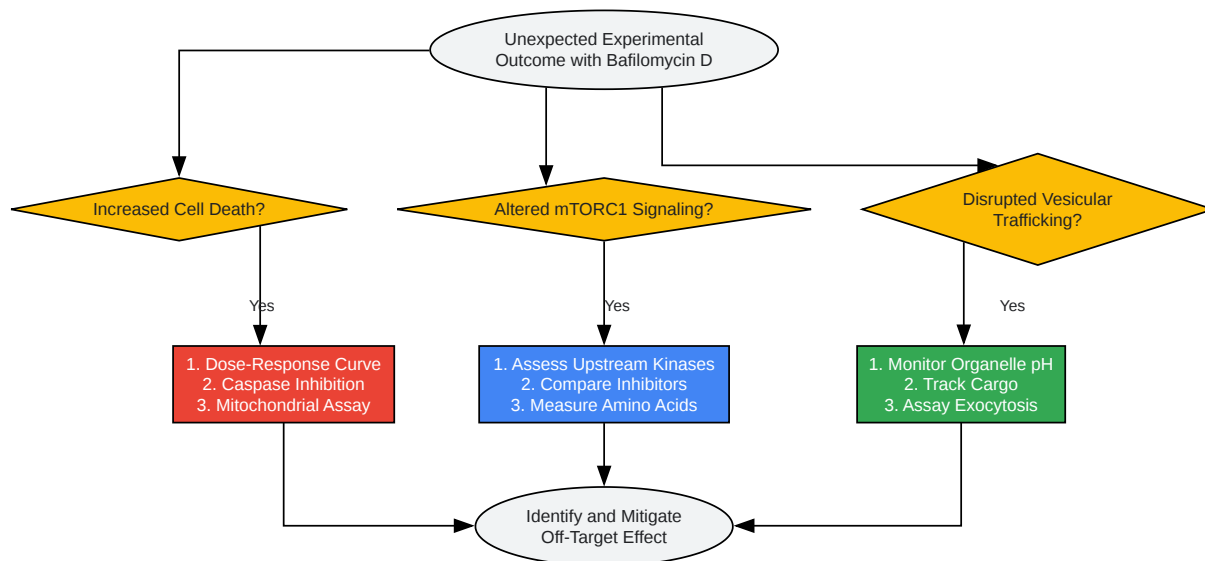 Unexpected Experimental
Outcome with Bafilomycin D
Increased Cell Death?
Altered mTORC1 Signaling?
Disrupted Vesicular
Trafficking?
Yes
Yes
Yes
1. Dose-Response Curve
2. Caspase Inhibition
3. Mitochondrial Assay
1. Assess Upstream Kinases
2. Compare Inhibitors
3. Measure Amino Acids
1. Monitor Organelle pH
2. Track Cargo
3. Assay Exocytosis
Identify and Mitigate
Off-Target Effect